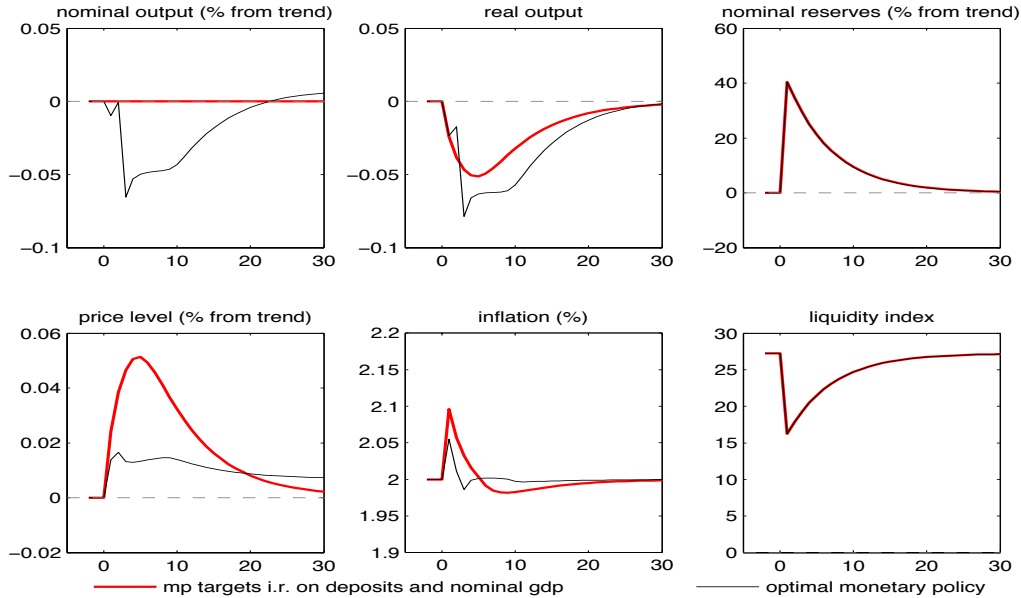 nominal output (% from trend)
0.05
0
−0.05
−0.1
0 10 20 30
real output
0.05
0
−0.05
−0.1
0 10 20 30
nominal reserves (% from trend)
60
40
20
0
−20
0 10 20 30
price level (% from trend)
0.06
0.04
0.02
0
−0.02
0 10 20 30
inflation (%)
2.2
2.15
2.1
2.05
2
1.95
1.9
0 10 20 30
liquidity index
30
25
20
15
10
5
0
0 10 20 30
mp targets i.r. on deposits and nominal gdp
optimal monetary policy